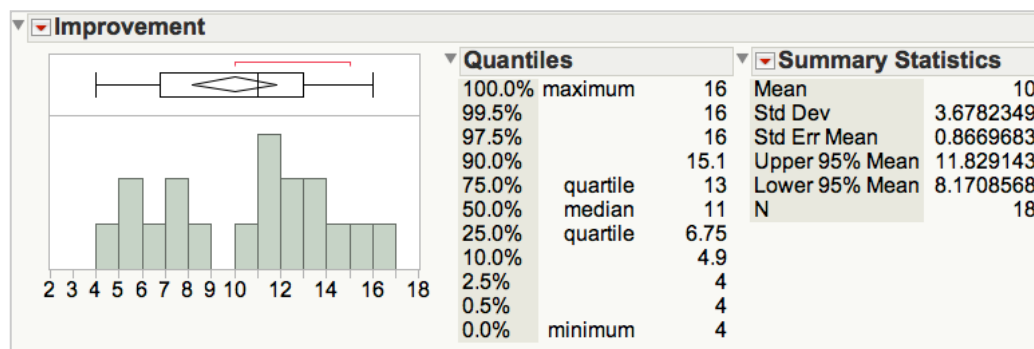 Improvement
2 3 4 5 6 7 8 9 10 12 14 16 18
Quantiles
100.0% maximum 16
99.5% 16
97.5% 16
90.0% 15.1
75.0% quartile 13
50.0% median 11
25.0% quartile 6.75
10.0% 4.9
2.5% 4
0.5% 4
0.0% minimum 4
Summary Statistics
Mean 10
Std Dev 3.6782349
Std Err Mean 0.8669683
Upper 95% Mean 11.829143
Lower 95% Mean 8.1708568
N 18